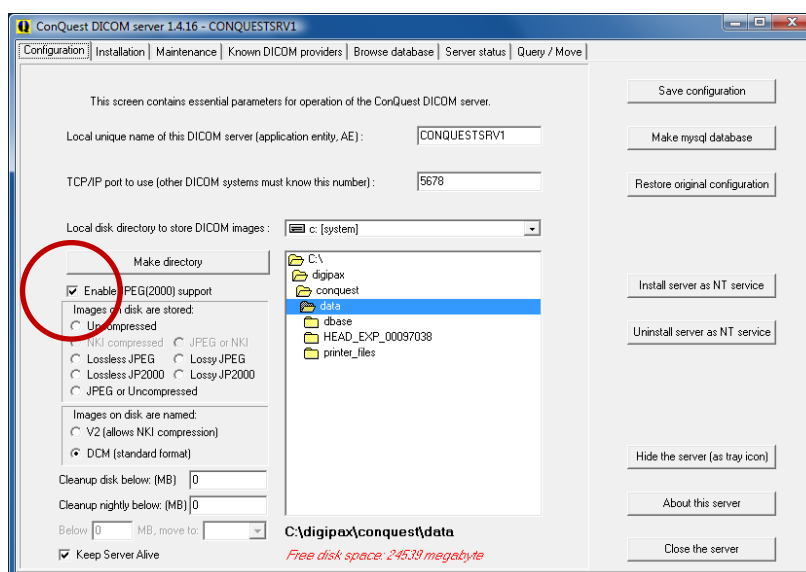 ConQuest DICOM server 1.4.16 - CONQUESTSRV1
Configuration Installation Maintenance Known DICOM providers Browse database Server status Query / Move
This screen contains essential parameters for operation of the ConQuest DICOM server.
Save configuration
Local unique name of this DICOM server (application entity, AE) : CONQUESTSRV1
Make mysql database
TCP/IP port to use (other DICOM systems must know this number) : 5678
Restore original configuration
Local disk directory to store DICOM images : c: [system]
Make directory
C:\
digipax
conquest
data
dbase
HEAD_EXP_00097038
printer_files
Enable JPEG(2000) support
Images on disk are stored:
Uncompressed
NKI compressed JPEG or NKI
Lossless JPEG Lossy JPEG
Lossless JP2000 Lossy JP2000
JPEG or Uncompressed
Install server as NT service
Uninstall server as NT service
Images on disk are named:
V2 (allows NKI compression)
DCM (standard format)
Cleanup disk below: (MB) 0
Cleanup nightly below: (MB) 0
Below 0 MB, move to:
Keep Server Alive
C:\digipax\conquest\data
Free disk space: 24539 megabyte
Hide the server (as tray icon)
About this server
Close the server